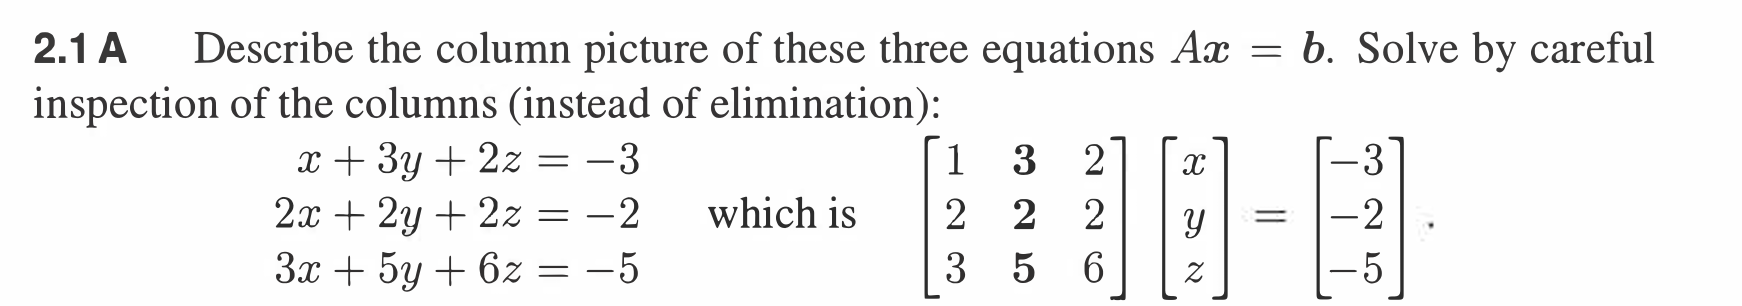 2.1 A Describe the column picture of these three equations Ax = b. Solve by careful
inspection of the columns (instead of elimination):
x + 3y + 2z = −3
2x + 2y + 2z = −2 which is [1 3 2; 2 2 2; 3 5 6] [x; y; z] = [−3; −2; −5].
3x + 5y + 6z = −5